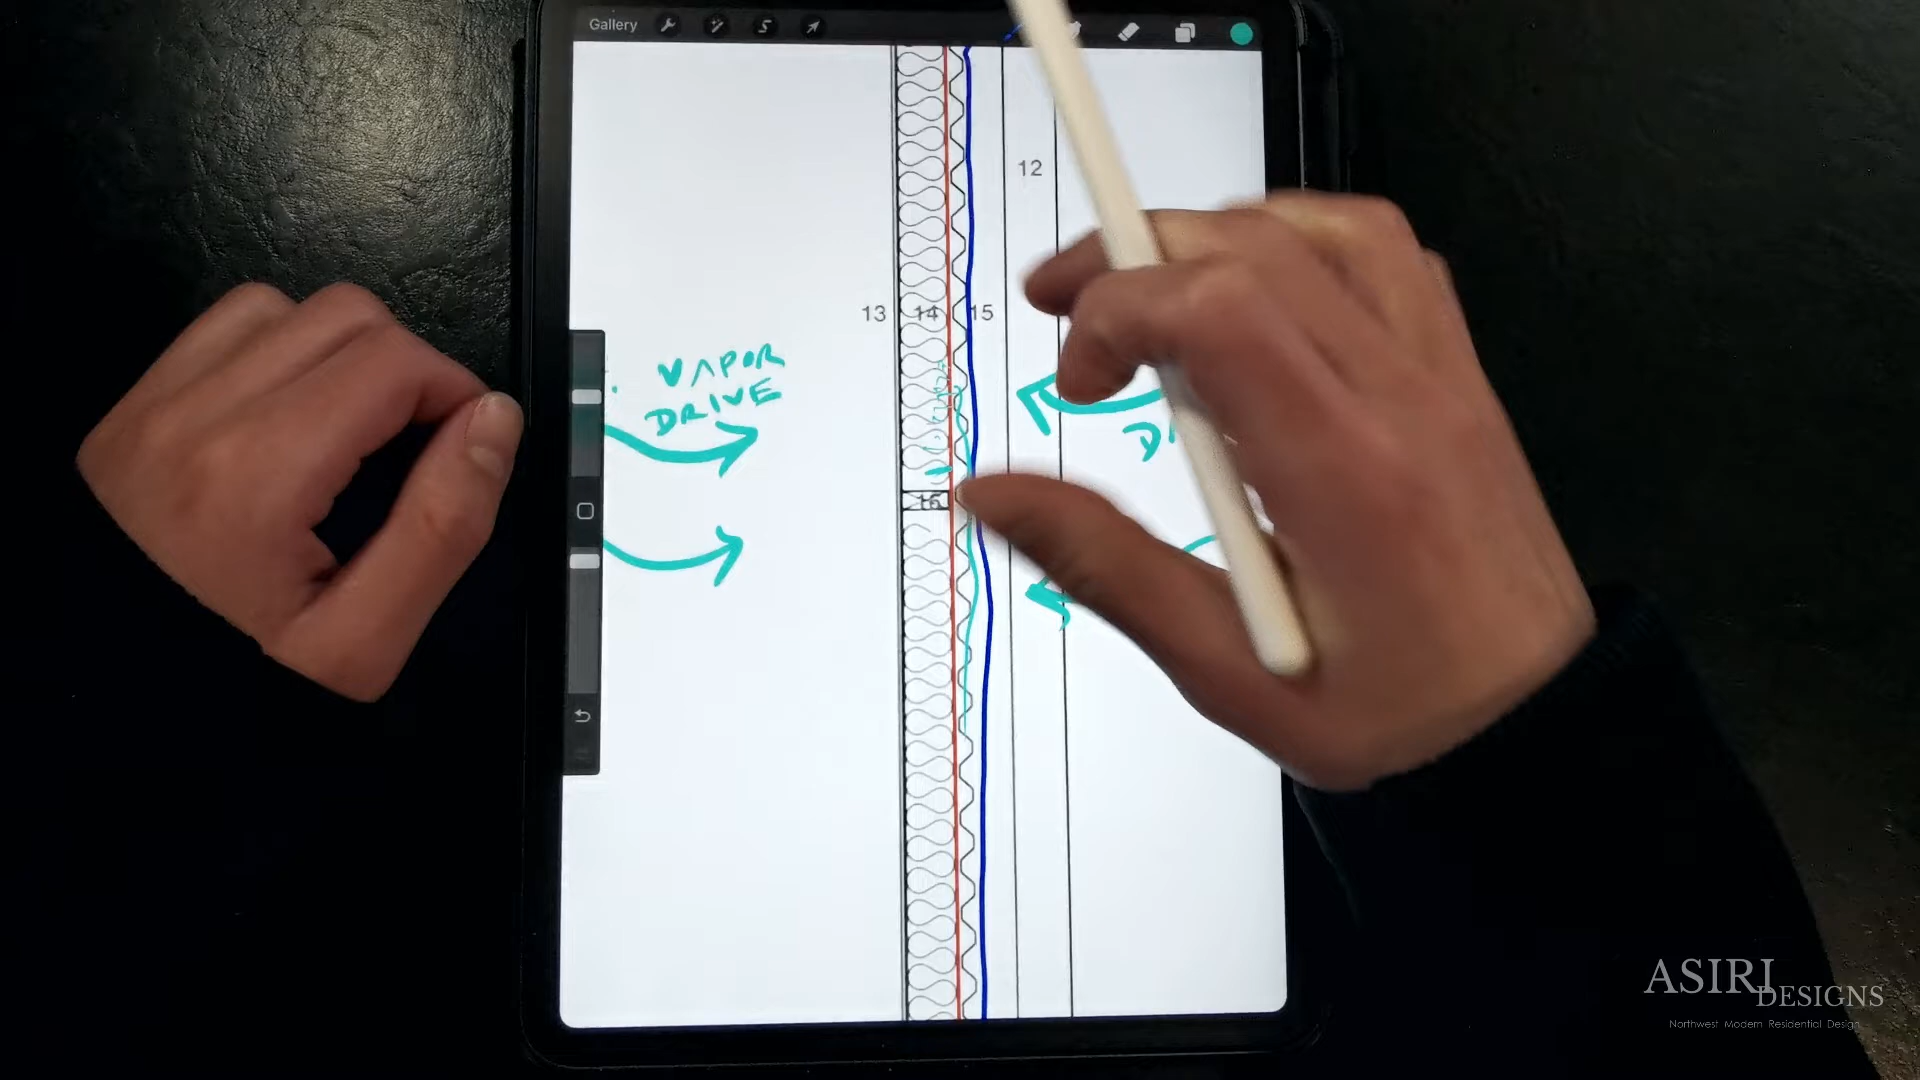 Gallery
12
13 14 15
VAPOR
DRIVE
16
ASIRI
DESIGNS
Northwest Modern Residential Design